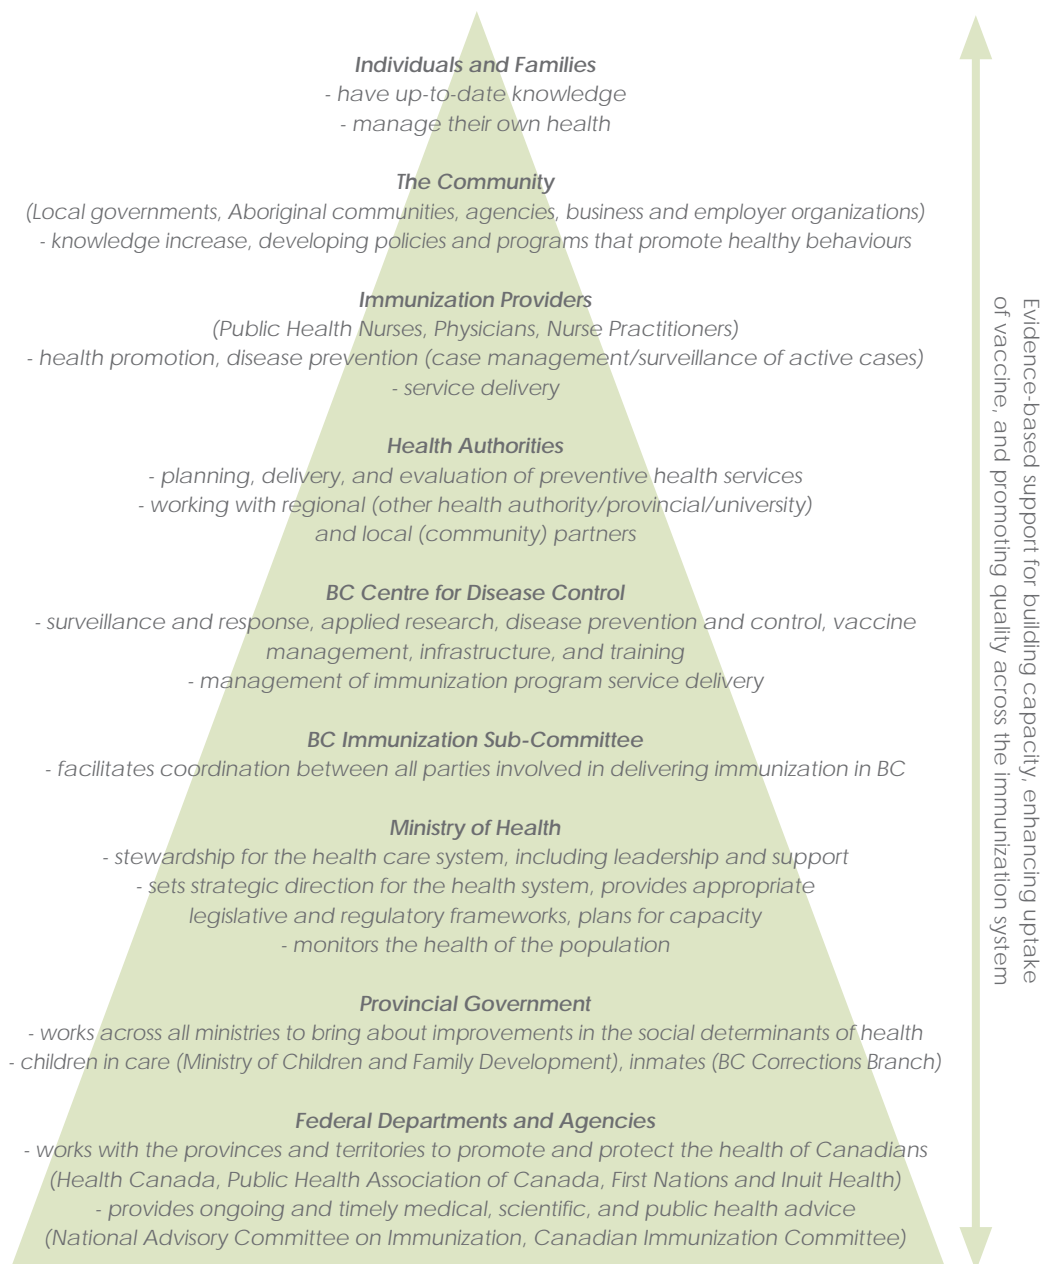 Individuals and Families
- have up-to-date knowledge
- manage their own health
The Community
(Local governments, Aboriginal communities, agencies, business and employer organizations)
- knowledge increase, developing policies and programs that promote healthy behaviours
Immunization Providers
(Public Health Nurses, Physicians, Nurse Practitioners)
- health promotion, disease prevention (case management/surveillance of active cases)
- service delivery
Health Authorities
- planning, delivery, and evaluation of preventive health services
- working with regional (other health authority/provincial/university)
and local (community) partners
BC Centre for Disease Control
- surveillance and response, applied research, disease prevention and control, vaccine
management, infrastructure, and training
- management of immunization program service delivery
BC Immunization Sub-Committee
- facilitates coordination between all parties involved in delivering immunization in BC
Ministry of Health
- stewardship for the health care system, including leadership and support
- sets strategic direction for the health system, provides appropriate
legislative and regulatory frameworks, plans for capacity
- monitors the health of the population
Provincial Government
- works across all ministries to bring about improvements in the social determinants of health
- children in care (Ministry of Children and Family Development), inmates (BC Corrections Branch)
Federal Departments and Agencies
- works with the provinces and territories to promote and protect the health of Canadians
(Health Canada, Public Health Association of Canada, First Nations and Inuit Health)
- provides ongoing and timely medical, scientific, and public health advice
(National Advisory Committee on Immunization, Canadian Immunization Committee)
Evidence-based support for building capacity, enhancing uptake
of vaccine, and promoting quality across the immunization system